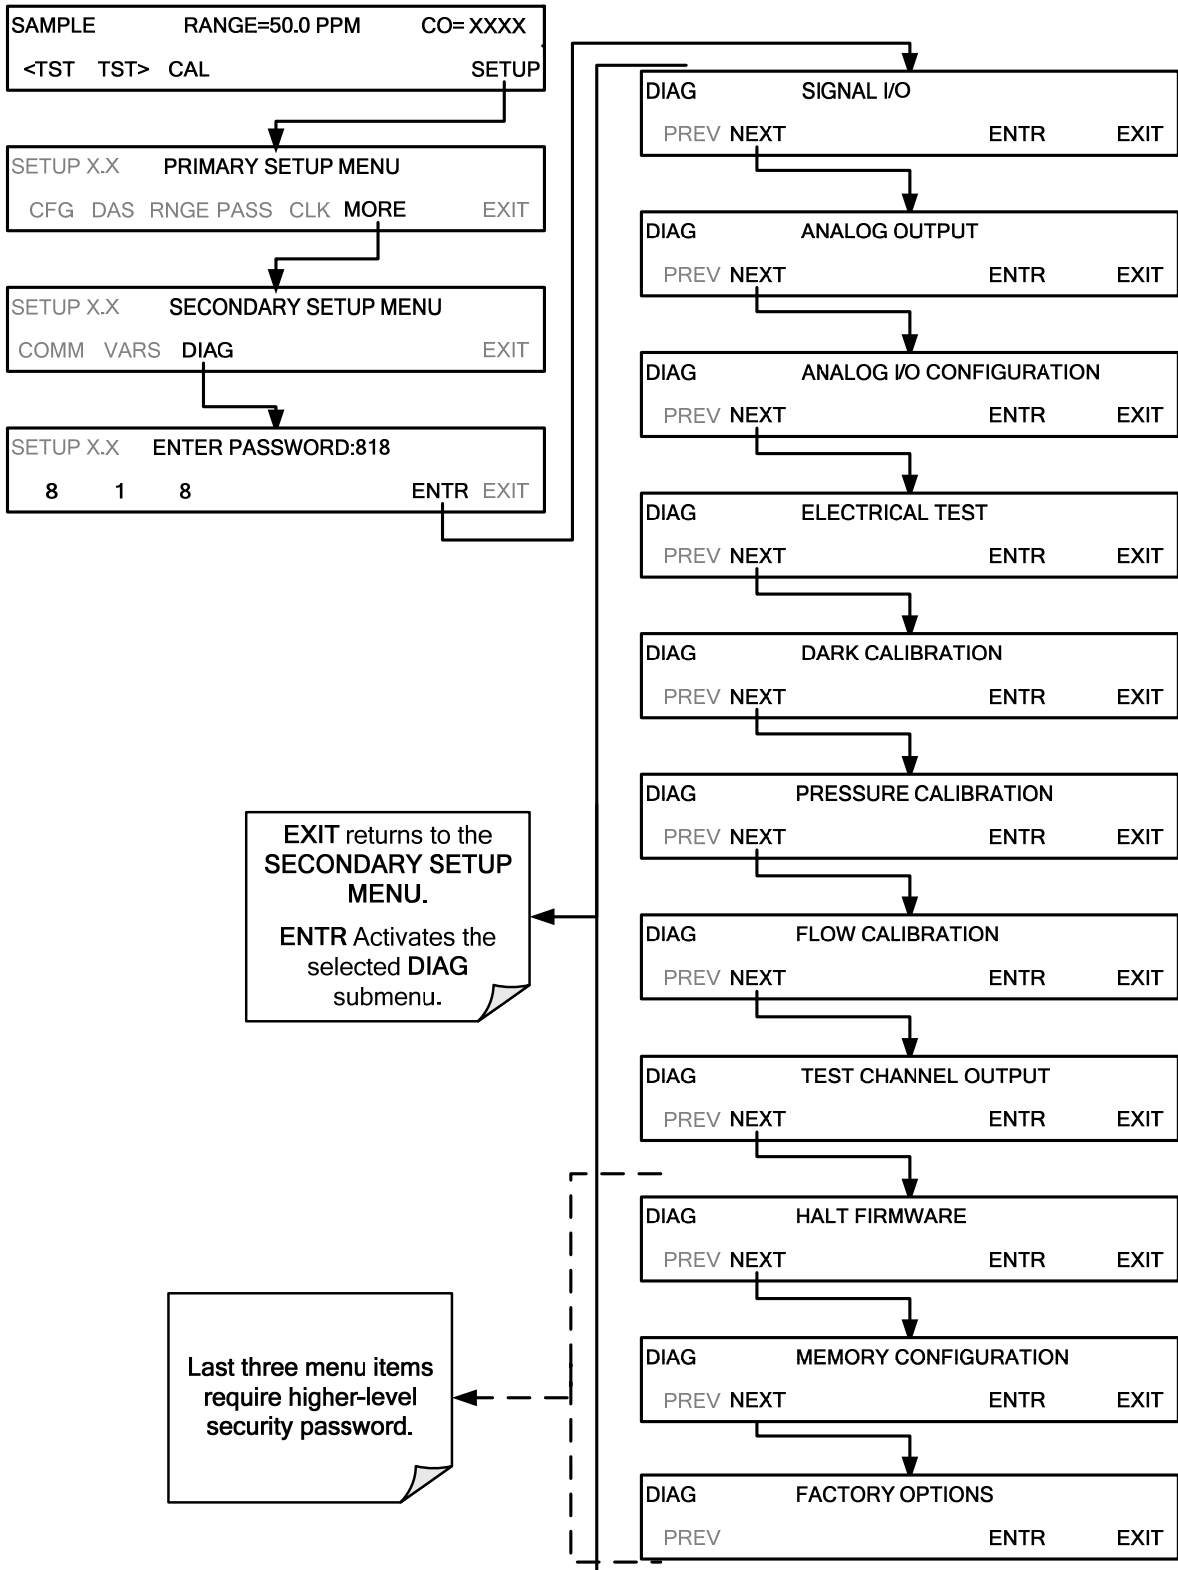 SAMPLE RANGE=50.0 PPM CO= XXXX
<TST TST> CAL SETUP
SETUP X.X PRIMARY SETUP MENU
CFG DAS RNGE PASS CLK MORE EXIT
SETUP X.X SECONDARY SETUP MENU
COMM VARS DIAG EXIT
SETUP X.X ENTER PASSWORD:818
8 1 8 ENTR EXIT
DIAG SIGNAL I/O
PREV NEXT ENTR EXIT
DIAG ANALOG OUTPUT
PREV NEXT ENTR EXIT
DIAG ANALOG I/O CONFIGURATION
PREV NEXT ENTR EXIT
DIAG ELECTRICAL TEST
PREV NEXT ENTR EXIT
DIAG DARK CALIBRATION
PREV NEXT ENTR EXIT
DIAG PRESSURE CALIBRATION
PREV NEXT ENTR EXIT
DIAG FLOW CALIBRATION
PREV NEXT ENTR EXIT
DIAG TEST CHANNEL OUTPUT
PREV NEXT ENTR EXIT
DIAG HALT FIRMWARE
PREV NEXT ENTR EXIT
DIAG MEMORY CONFIGURATION
PREV NEXT ENTR EXIT
DIAG FACTORY OPTIONS
PREV ENTR EXIT
EXIT returns to the
SECONDARY SETUP
MENU.
ENTR Activates the
selected DIAG
submenu.
Last three menu items
require higher-level
security password.